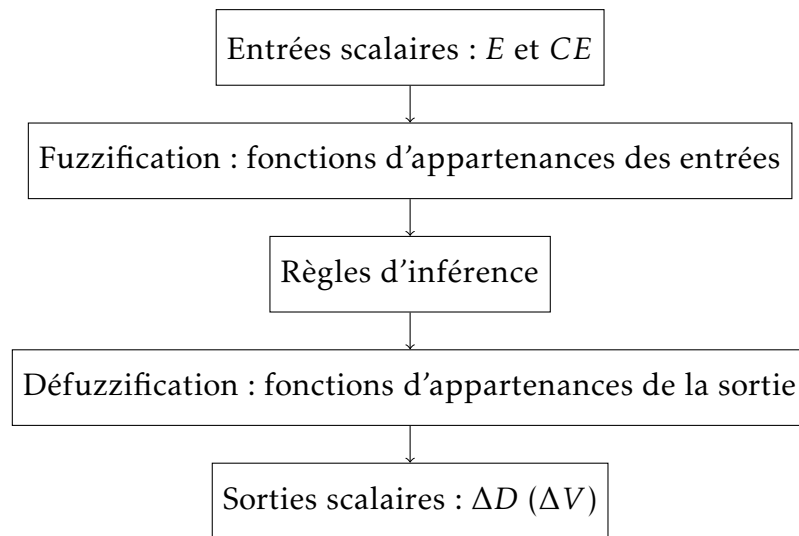 Entrées scalaires : E et CE
Fuzzification : fonctions d'appartenances des entrées
Règles d'inférence
Défuzzification : fonctions d'appartenances de la sortie
Sorties scalaires : ΔD (ΔV)